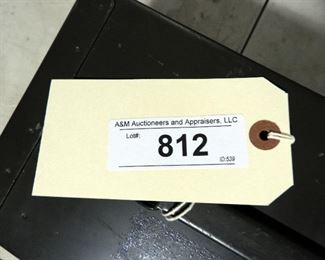 A&M Auctioneers and Appraisers, LLC
Lot#:
812
ID:539